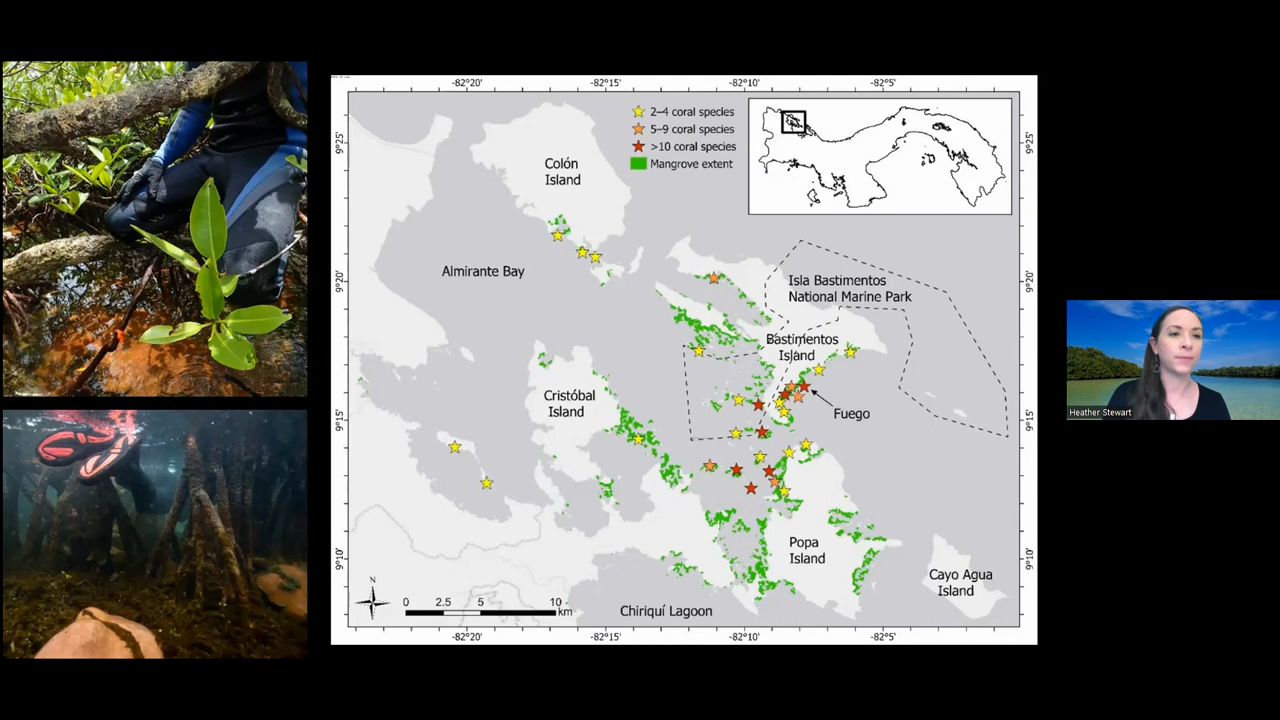 -82°20'
-82°15'
-82°10'
-82°5'
9°25'
9°25'
2–4 coral species
5–9 coral species
>10 coral species
Mangrove extent
Colón
Island
Almirante Bay
9°20'
9°20'
Isla Bastimentos
National Marine Park
Bastimentos
Island
Cristóbal
Island
Fuego
9°15'
9°15'
Popa
Island
9°10'
9°10'
Cayo Agua
Island
N
0
2.5
5
10
km
Chiriquí Lagoon
-82°20'
-82°15'
-82°10'
-82°5'
Heather Stewart